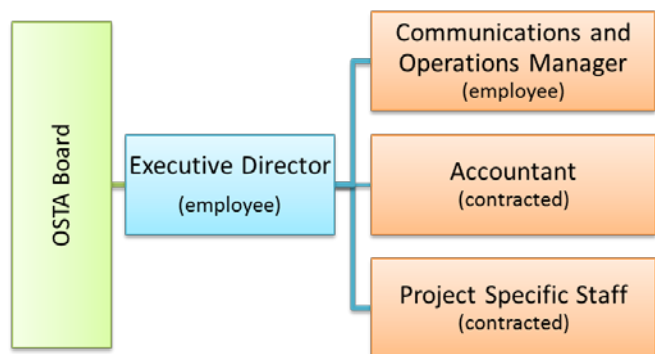 OSTA Board
Executive Director
(employee)
Communications and
Operations Manager
(employee)
Accountant
(contracted)
Project Specific Staff
(contracted)